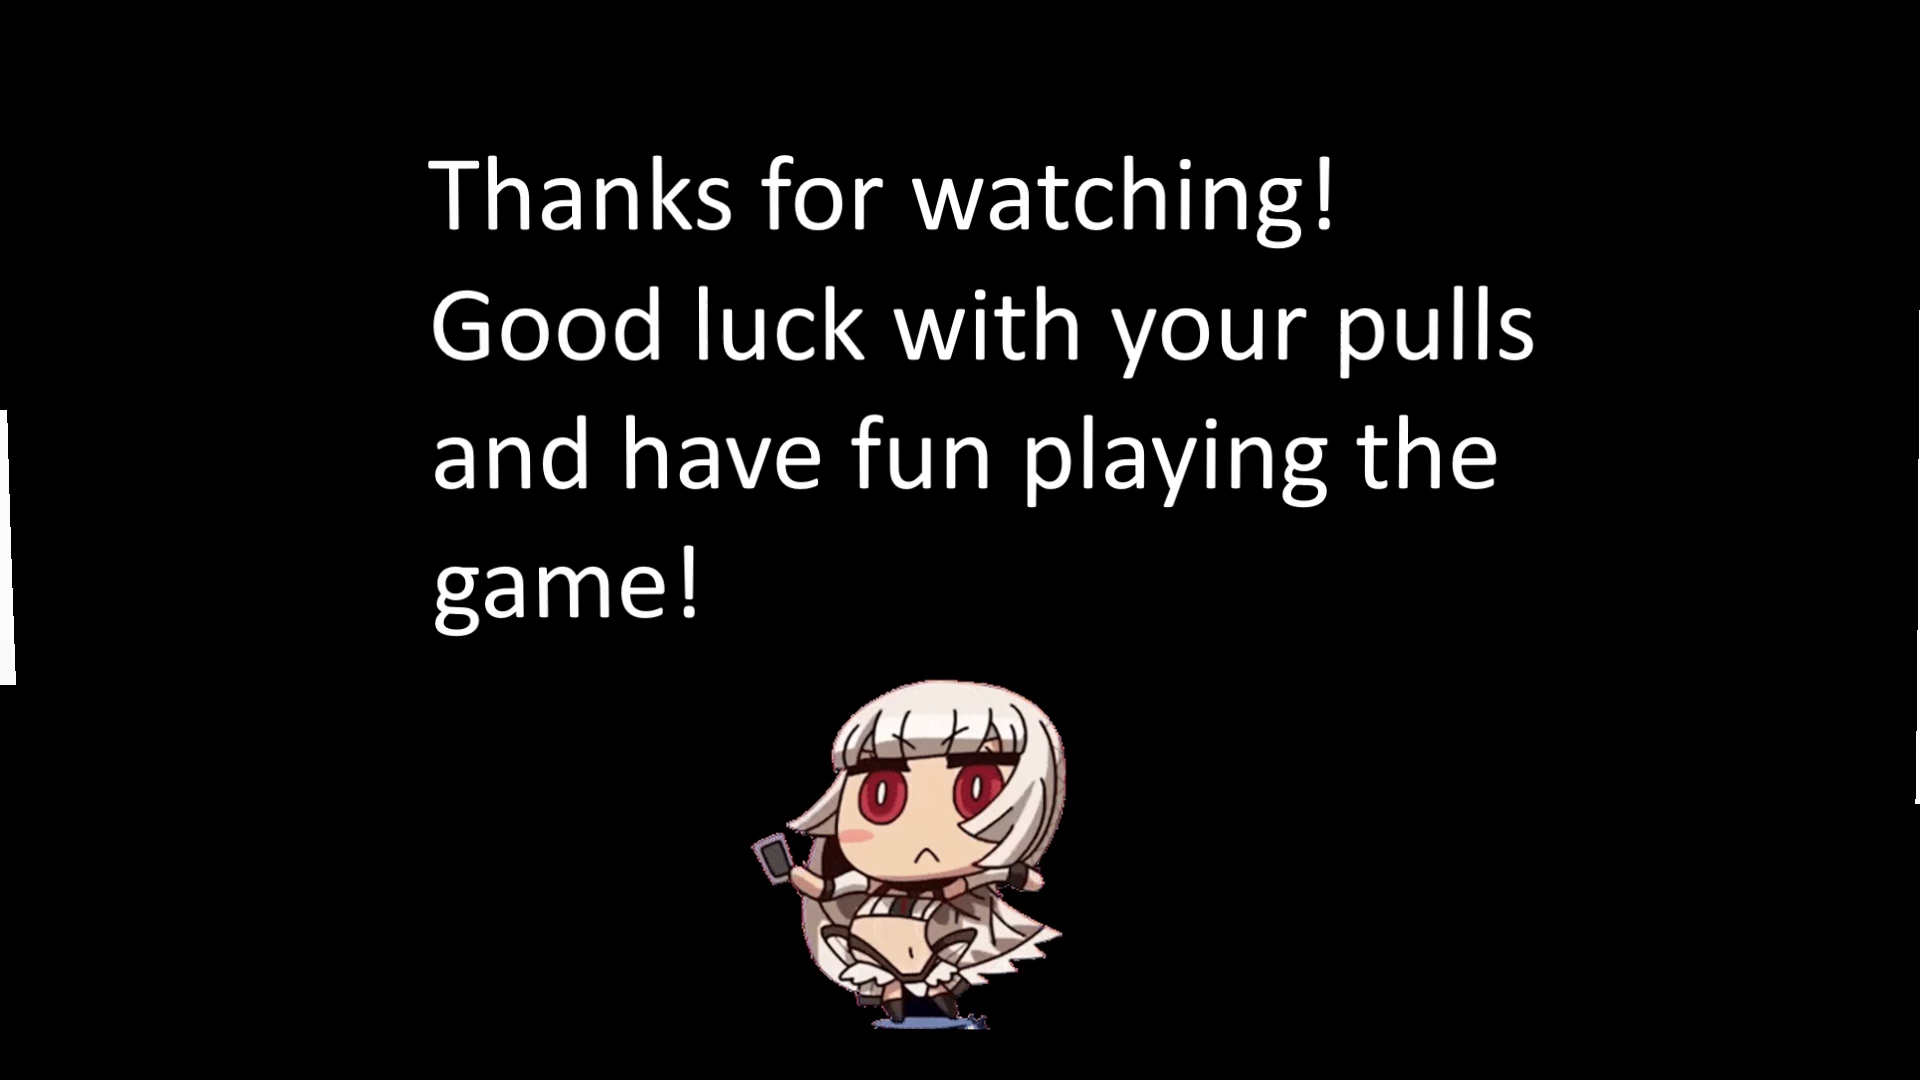 Thanks for watching!
Good luck with your pulls
and have fun playing the
game!